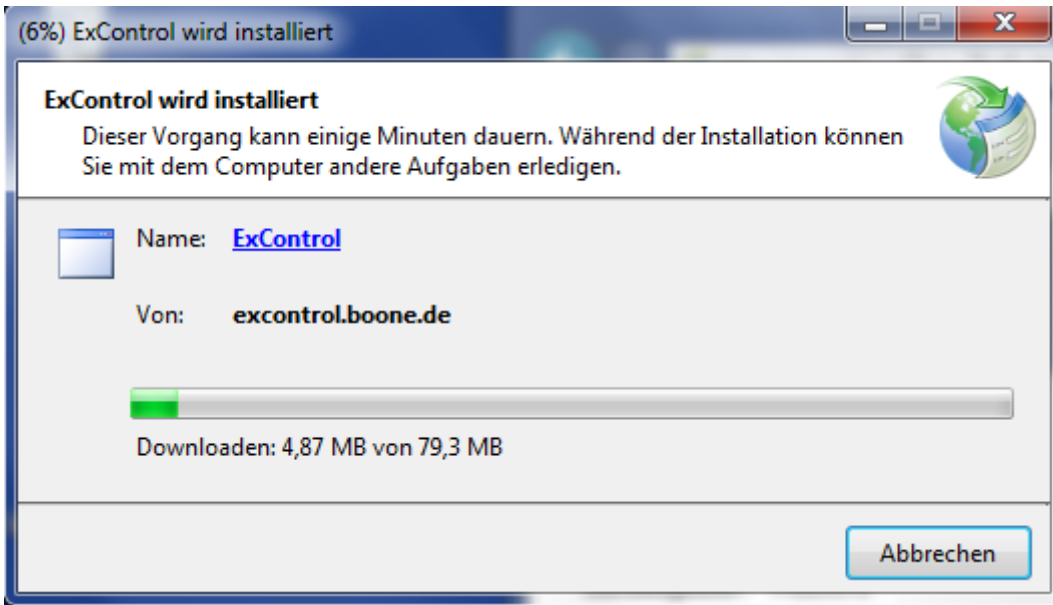 (6%) ExControl wird installiert
ExControl wird installiert
Dieser Vorgang kann einige Minuten dauern. Während der Installation können
Sie mit dem Computer andere Aufgaben erledigen.
Name: ExControl
Von: excontrol.boone.de
Downloaden: 4,87 MB von 79,3 MB
Abbrechen